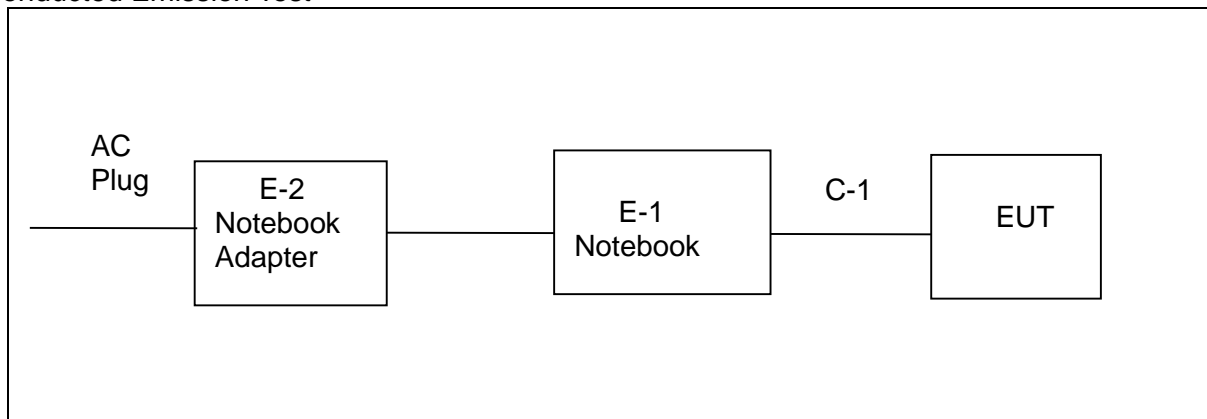 onducted Emission Test
AC
Plug
E-2
Notebook
Adapter
E-1
Notebook
C-1
EUT